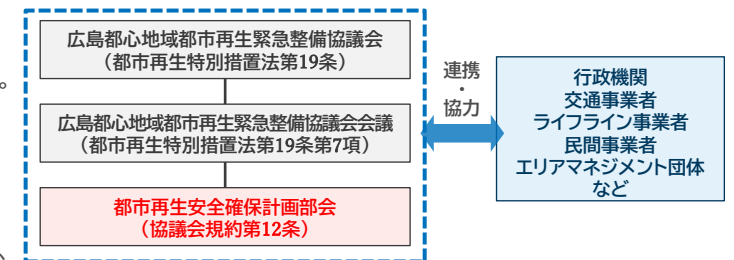 広島都心地域都市再生緊急整備協議会
（都市再生特別措置法第19条）
。
広島都心地域都市再生緊急整備協議会会議
（都市再生特別措置法第19条第7項）
都市再生安全確保計画部会
（協議会規約第12条）
連携
・
協力
行政機関
交通事業者
ライフライン事業者
民間事業者
エリアマネジメント団体
など